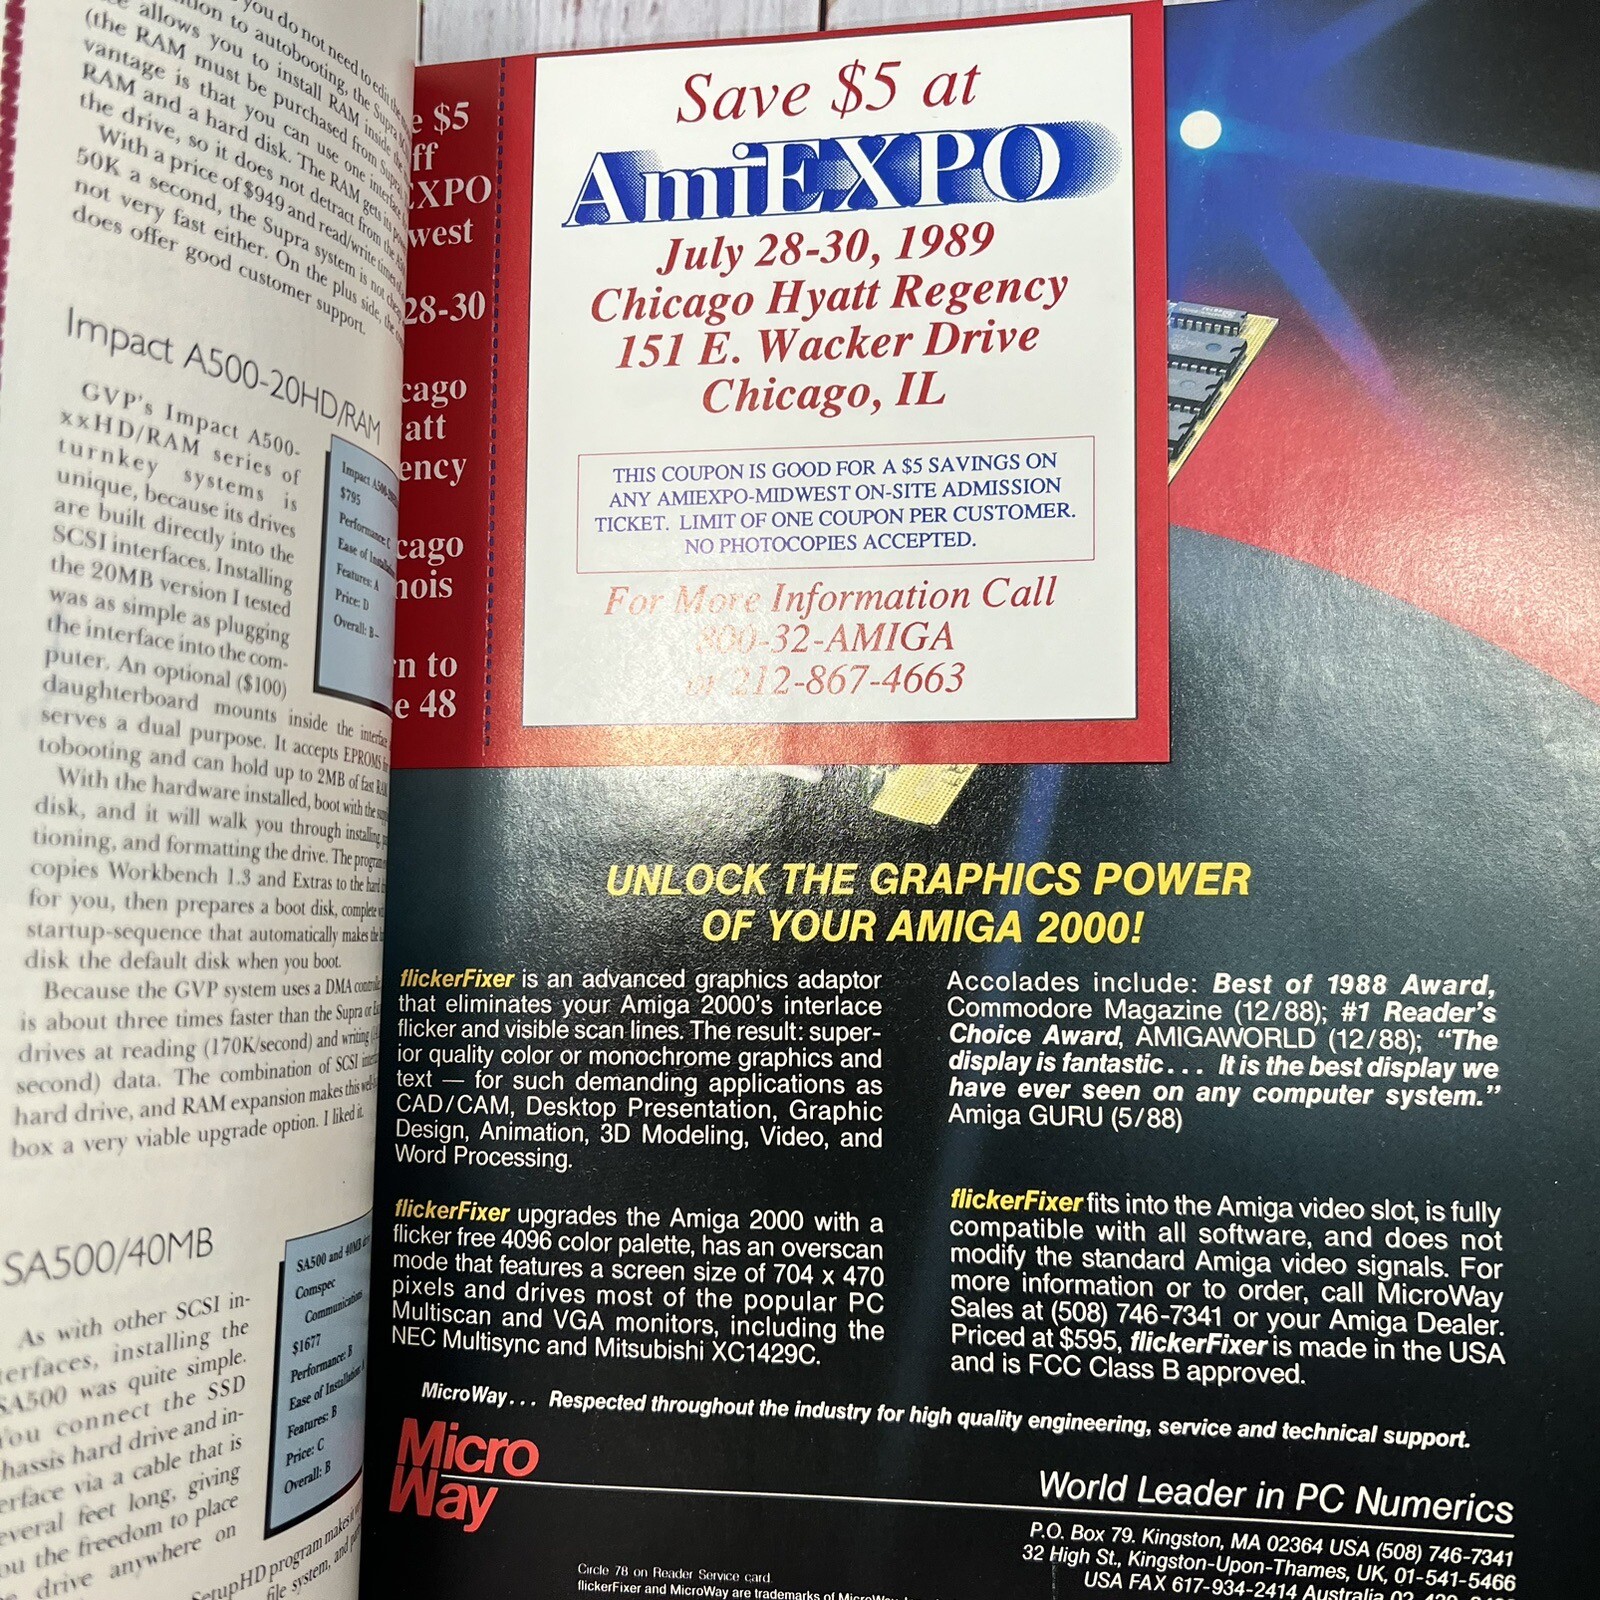 you do not need to edit the
to autobooting, the Supra
allows you to install RAM inside the
(the RAM must be purchased from Supra
vantage is that you can use one interface
RAM and a hard disk. The RAM gets its
the drive, so it does not detract from the
With a price of $949 and read/write times of
50K a second, the Supra system is not cheap
not very fast either. On the plus side, the
does offer good customer support.
Impact A500-20HD/RAM
GVP's Impact A500-
xxHD/RAM series of
turnkey systems is
unique, because its drives
are built directly into the
SCSI interfaces. Installing
the 20MB version I tested
was as simple as plugging
the interface into the com-
puter. An optional ($100)
daughterboard mounts inside the interface
serves a dual purpose. It accepts EPROMS
tobooting and can hold up to 2MB of fast RAM
With the hardware installed, boot with the
disk, and it will walk you through installing,
tioning, and formatting the drive. The program
copies Workbench 1.3 and Extras to the hard
for you, then prepares a boot disk, complete
startup-sequence that automatically makes the
disk the default disk when you boot.
Because the GVP system uses a DMA
is about three times faster than the Supra or
drives at reading (170K/second) and writing
second) data. The combination of SCSI
hard drive, and RAM expansion makes this
box a very viable upgrade option. I liked it.
Impact A500-
$795
Performance: C
Ease of Installation:
Features: A
Price: D
Overall: B-
SA500/40MB
As with other SCSI in-
terfaces, installing the
SA500 was quite simple.
You connect the SSD
chassis hard drive and in-
erface via a cable that is
everal feet long, giving
ou the freedom to place
drive anywhere on
SetupHD program makes it
file system, and
SA500 and 40MB
Comspec
Communications
$1677
Performance: B
Ease of Installation:
Features: B
Price: C
Overall: B
$5
ff
EXPO
west
28-30
cago
att
ency
cago
nois
n to
e 48
Save $5 at
AmiEXPO
July 28-30, 1989
Chicago Hyatt Regency
151 E. Wacker Drive
Chicago, IL
THIS COUPON IS GOOD FOR A $5 SAVINGS ON
ANY AMIEXPO-MIDWEST ON-SITE ADMISSION
TICKET. LIMIT OF ONE COUPON PER CUSTOMER.
NO PHOTOCOPIES ACCEPTED.
For More Information Call
800-32-AMIGA
or 212-867-4663
UNLOCK THE GRAPHICS POWER
OF YOUR AMIGA 2000!
flickerFixer is an advanced graphics adaptor
that eliminates your Amiga 2000's interlace
flicker and visible scan lines. The result: super-
ior quality color or monochrome graphics and
text — for such demanding applications as
CAD/CAM, Desktop Presentation, Graphic
Design, Animation, 3D Modeling, Video, and
Word Processing.
flickerFixer upgrades the Amiga 2000 with a
flicker free 4096 color palette, has an overscan
mode that features a screen size of 704 x 470
pixels and drives most of the popular PC
Multiscan and VGA monitors, including the
NEC Multisync and Mitsubishi XC1429C.
Accolades include: Best of 1988 Award,
Commodore Magazine (12/88); #1 Reader's
Choice Award, AMIGAWORLD (12/88); "The
display is fantastic... It is the best display we
have ever seen on any computer system."
Amiga GURU (5/88)
flickerFixer fits into the Amiga video slot, is fully
compatible with all software, and does not
modify the standard Amiga video signals. For
more information or to order, call MicroWay
Sales at (508) 746-7341 or your Amiga Dealer.
Priced at $595, flickerFixer is made in the USA
and is FCC Class B approved.
MicroWay... Respected throughout the industry for high quality engineering, service and technical support.
Micro
Way
World Leader in PC Numerics
P.O. Box 79, Kingston, MA 02364 USA (508) 746-7341
32 High St., Kingston-Upon-Thames, UK, 01-541-5466
USA FAX 617-934-2414 Australia
Circle 78 on Reader Service card.
flickerFixer and MicroWay are trademarks of